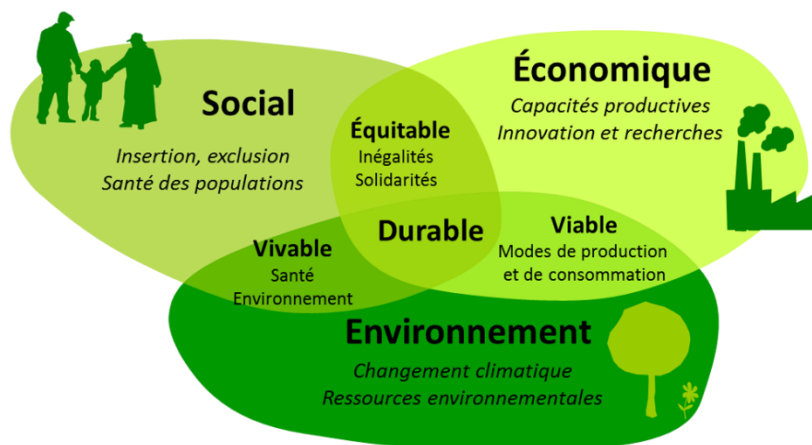 Social
Insertion, exclusion
Santé des populations
Économique
Capacités productives
Innovation et recherches
Équitable
Inégalités
Solidarités
Durable
Viable
Modes de production
et de consommation
Vivable
Santé
Environnement
Environnement
Changement climatique
Ressources environnementales